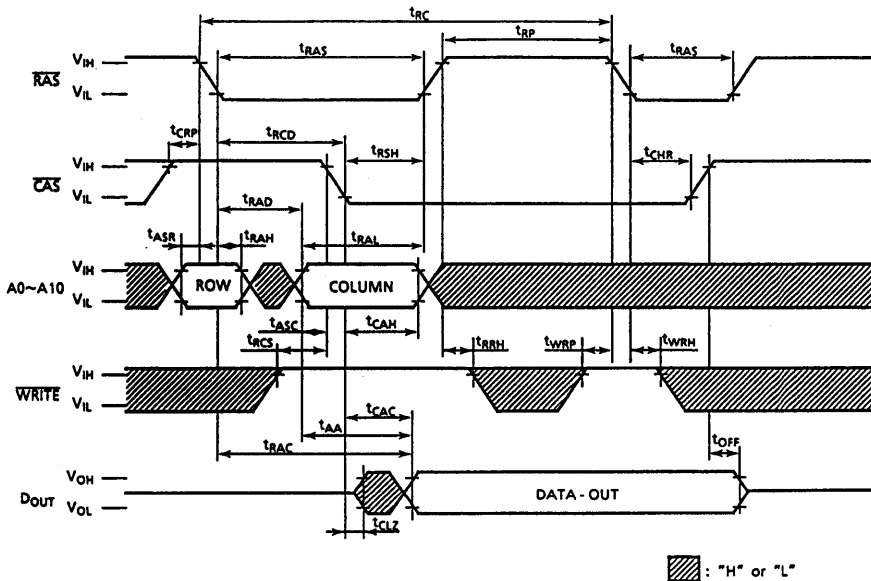 tRC
tRAS tRP tRAS
VIH
RAS
VIL
tCRP tRCD
tRSH tCHR
VIH
CAS
VIL
tRAD
tASR tRAH tRAL
VIH
A0~A10 ROW COLUMN
VIL
tASC tCAH
tRCS tRRH tWRP tWRH
VIH
WRITE
VIL
tCAC
tAA
tRAC tOFF
VOH
DOUT DATA - OUT
VOL
tCLZ
: "H" or "L"